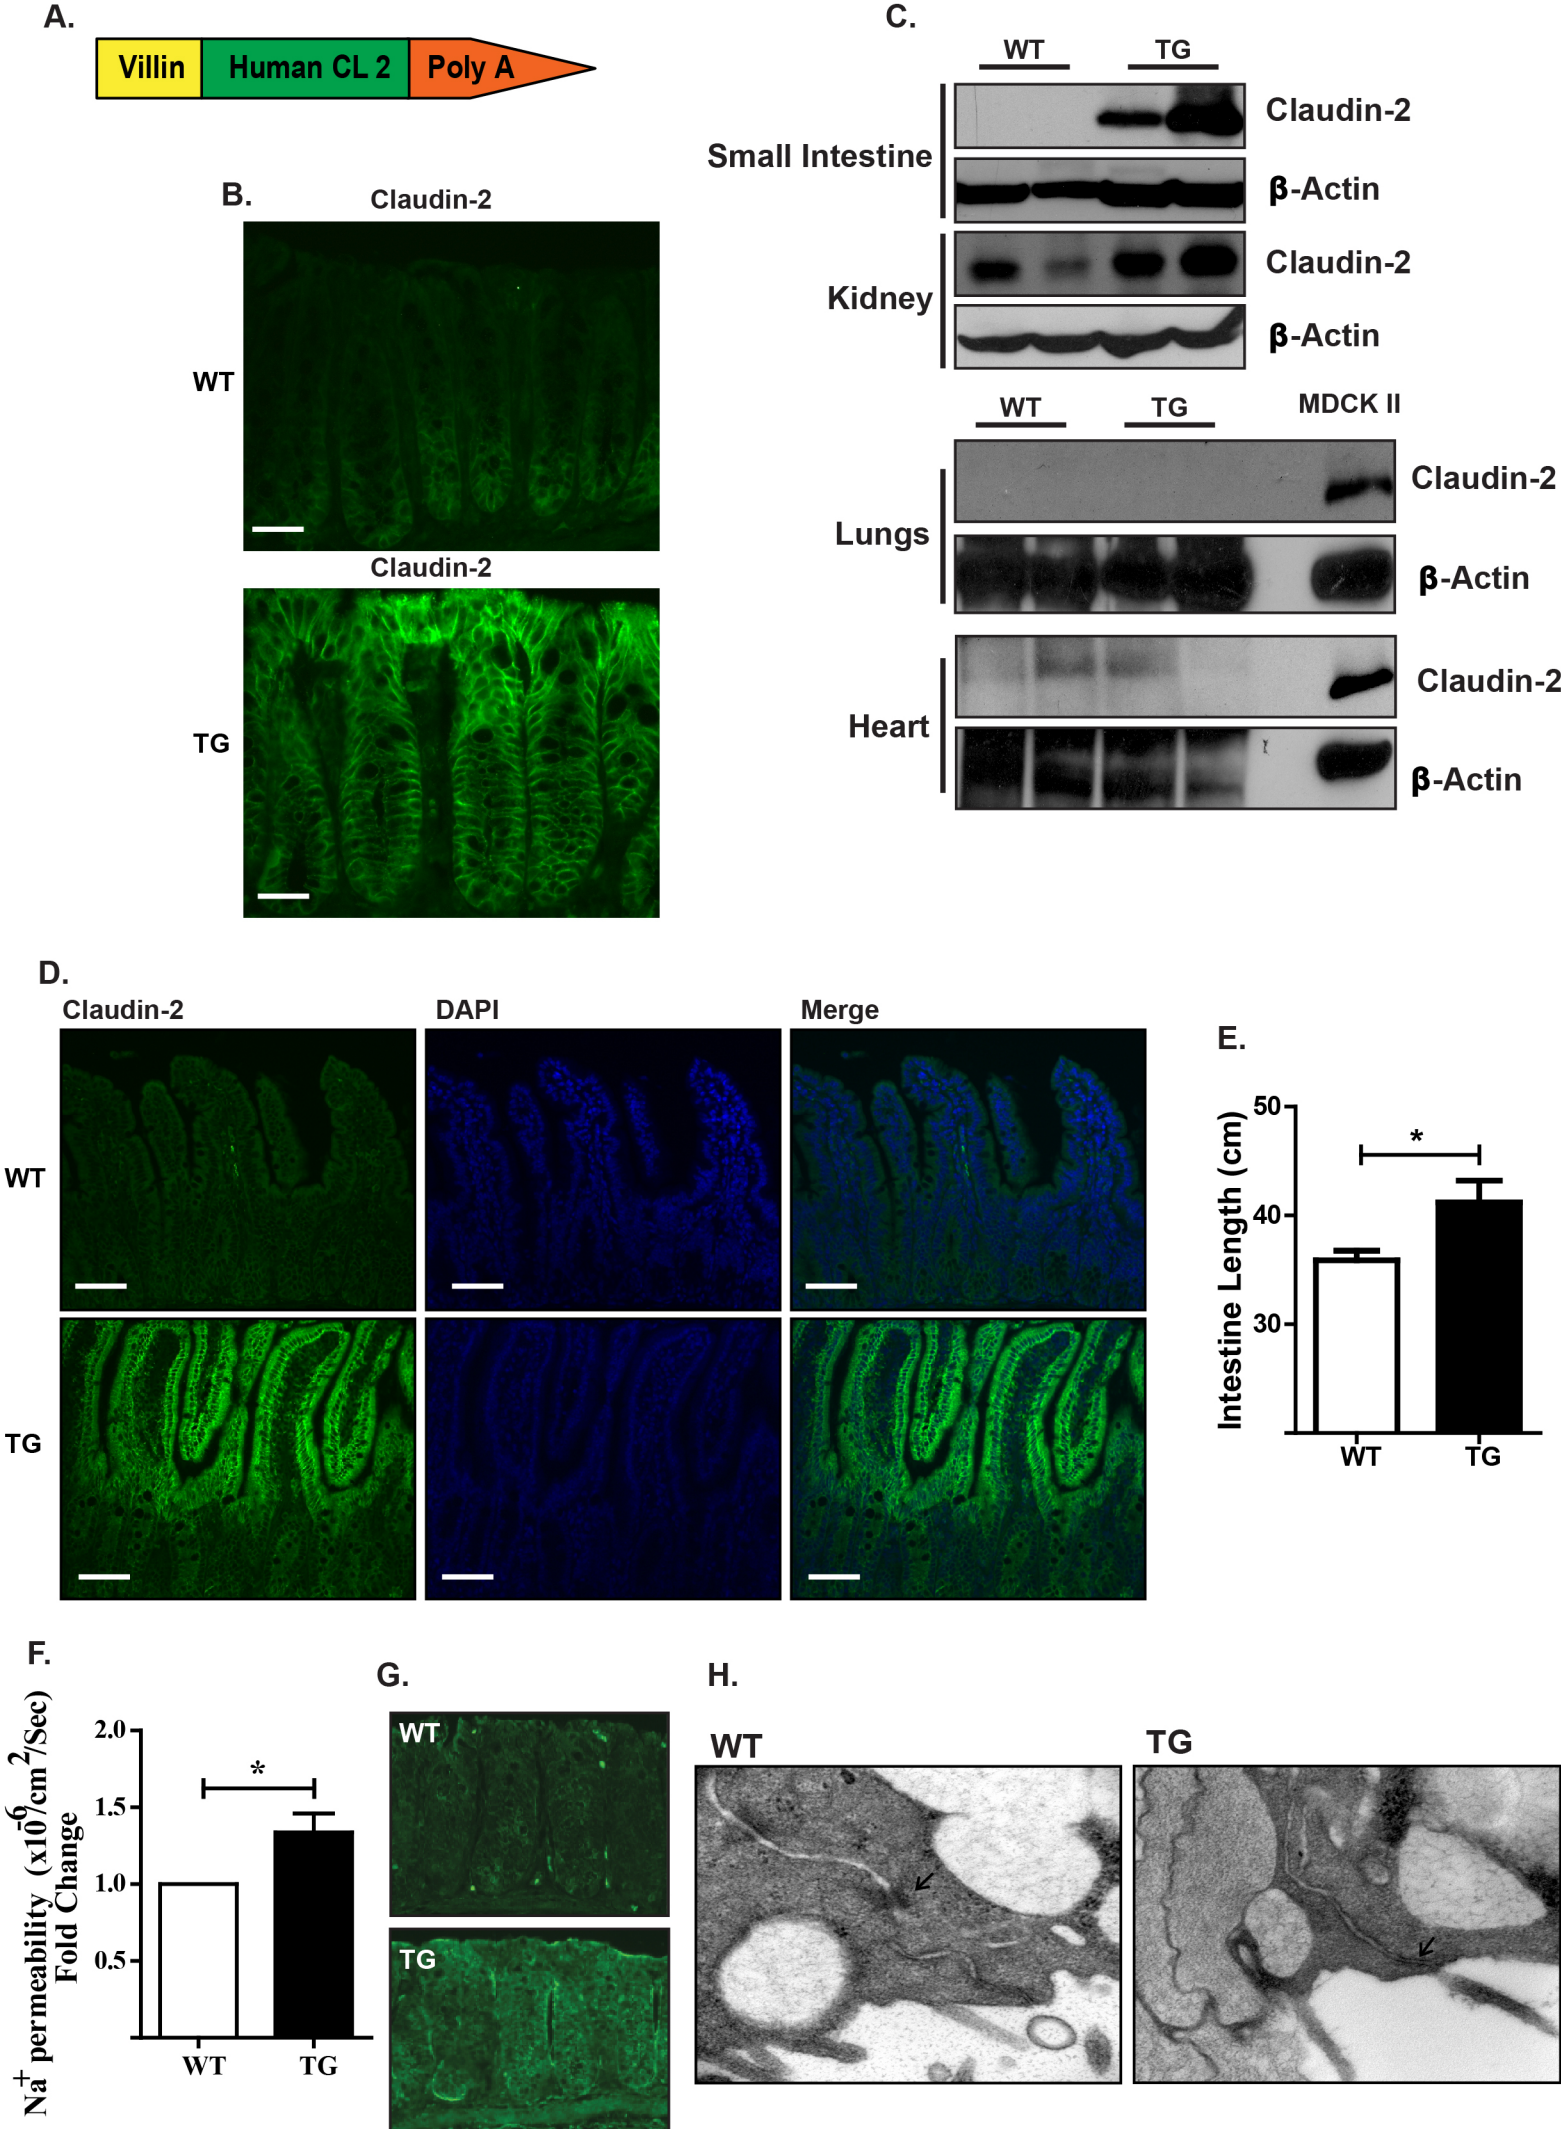 A.
Villin Human CL 2 Poly A
B.
Claudin-2
WT
Claudin-2
TG
C.
WT TG
Small Intestine
Claudin-2
β-Actin
Kidney
Claudin-2
β-Actin
WT TG MDCK II
Lungs
Claudin-2
β-Actin
Heart
Claudin-2
β-Actin
D.
Claudin-2 DAPI Merge
WT
TG
E.
Intestine Length (cm)
50
40
30
*
WT TG
F.
Na+ permeability (x10-6/cm2/Sec)
Fold Change
2.0
1.5
1.0
0.5
*
WT TG
G.
WT
TG
H.
WT TG